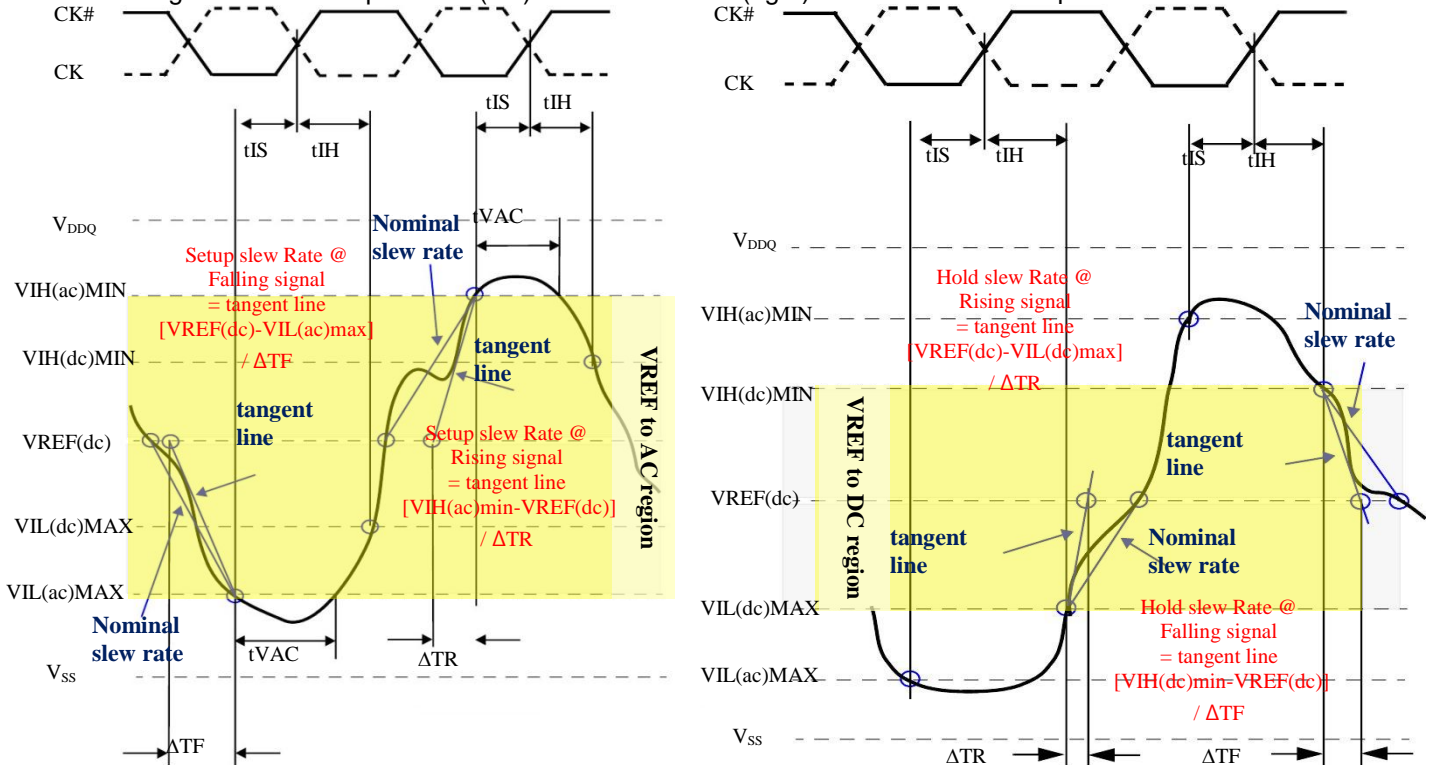 CK#
CK
tIS
tIH
tIS
tIH
VDDQ
VIH(ac)MIN
VIH(dc)MIN
VREF(dc)
VIL(dc)MAX
VIL(ac)MAX
VSS
Setup slew Rate @
Falling signal
= tangent line
[VREF(dc)-VIL(ac)max]
/ ΔTF
Nominal
slew rate
tVAC
tangent
line
tangent
line
Setup slew Rate @
Rising signal
= tangent line
[VIH(ac)min-VREF(dc)]
/ ΔTR
VREF to AC region
Nominal
slew rate
tVAC
ΔTR
ΔTF
CK#
CK
tIS
tIH
tIS
tIH
VDDQ
VIH(ac)MIN
VIH(dc)MIN
VREF(dc)
VIL(dc)MAX
VIL(ac)MAX
VSS
Hold slew Rate @
Rising signal
= tangent line
[VREF(dc)-VIL(dc)max]
/ ΔTR
Nominal
slew rate
VREF to DC region
tangent
line
tangent
line
Nominal
slew rate
Hold slew Rate @
Falling signal
= tangent line
[VIH(dc)min-VREF(dc)]
/ ΔTF
ΔTR
ΔTF